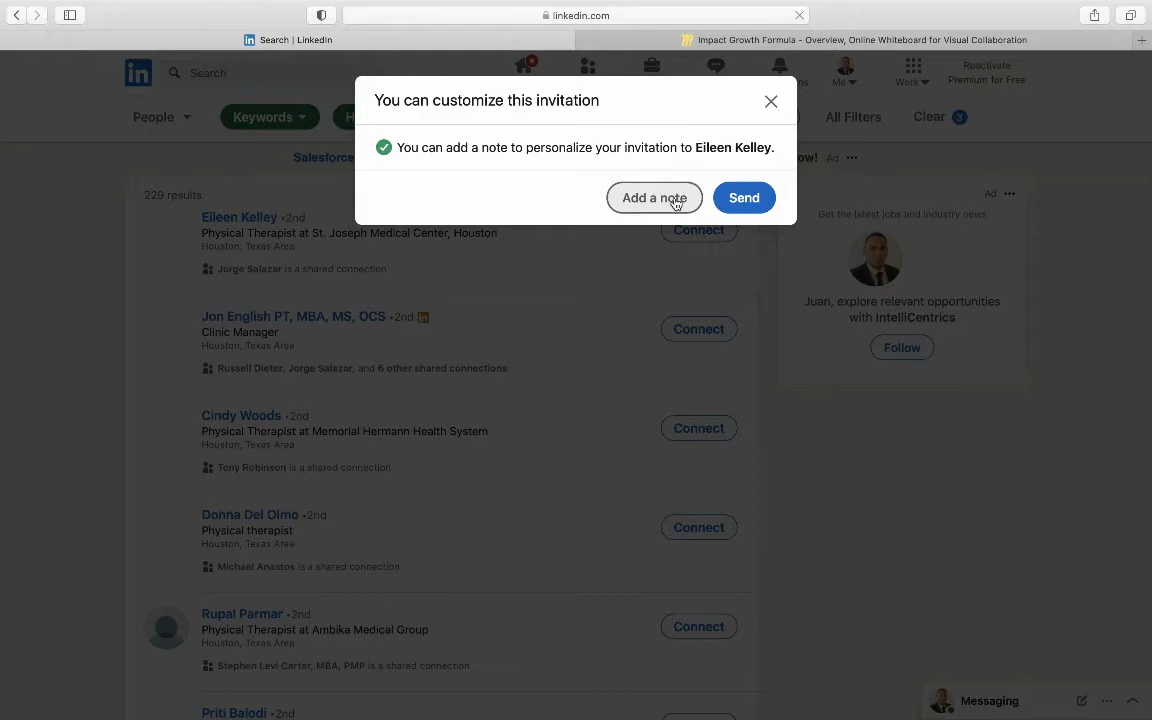 linkedin.com
Search | LinkedIn
Impact Growth Formula - Overview, Online Whiteboard for Visual Collaboration
in
Search
Me
Work
Reactivate
Premium for Free
People
Keywords
All Filters
Clear 3
You can customize this invitation
You can add a note to personalize your invitation to Eileen Kelley.
Add a note
Send
Salesforce
Ad
229 results
Eileen Kelley •2nd
Physical Therapist at St. Joseph Medical Center, Houston
Houston, Texas Area
Jorge Salazar is a shared connection
Connect
Jon English PT, MBA, MS, OCS •2nd in
Clinic Manager
Houston, Texas Area
Russell Dieter, Jorge Salazar, and 6 other shared connections
Connect
Cindy Woods •2nd
Physical Therapist at Memorial Hermann Health System
Houston, Texas Area
Tony Robinson is a shared connection
Connect
Donna Del Olmo •2nd
Physical therapist
Houston, Texas Area
Michael Anastos is a shared connection
Connect
Rupal Parmar •2nd
Physical Therapist at Ambika Medical Group
Houston, Texas Area
Stephen Levi Carter, MBA, PMP is a shared connection
Connect
Priti Balodi •2nd
Ad
Get the latest jobs and industry news
Juan, explore relevant opportunities
with IntelliCentrics
Follow
Messaging